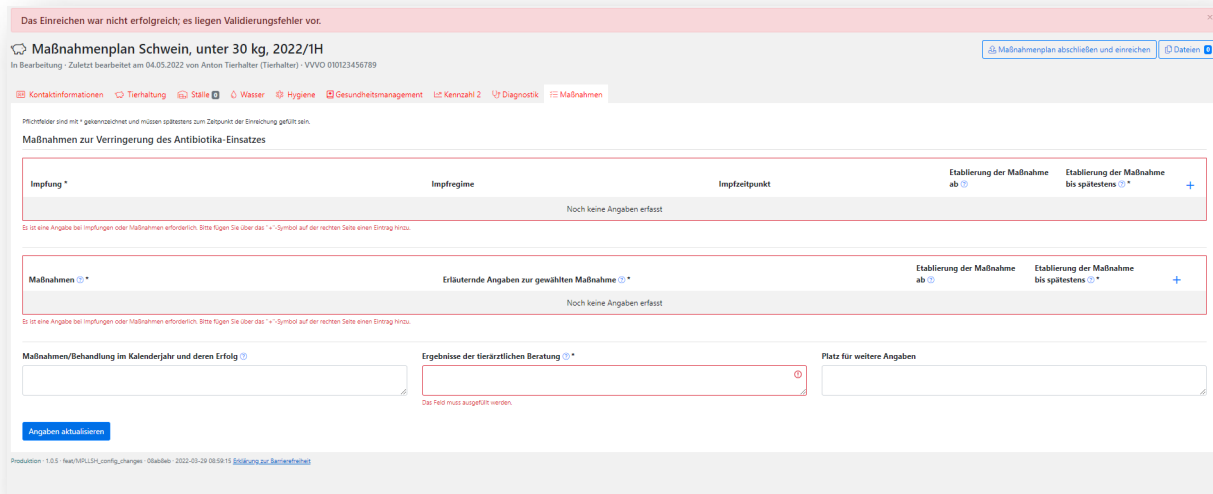 Das Einreichen war nicht erfolgreich; es liegen Validierungsfehler vor.
×
Maßnahmenplan Schwein, unter 30 kg, 2022/1H
Maßnahmenplan abschließen und einreichen
Dateien 0
In Bearbeitung · Zuletzt bearbeitet am 04.05.2022 von Anton Tierhalter (Tierhalter) · VVVO 010123456789
Kontaktinformationen Tierhaltung Ställe 0 Wasser Hygiene Gesundheitsmanagement Kennzahl 2 Diagnostik Maßnahmen
Pflichtfelder sind mit * gekennzeichnet und müssen spätestens zum Zeitpunkt der Einreichung gefüllt sein.
Maßnahmen zur Verringerung des Antibiotika-Einsatzes
Impfung * Impfregime Impfzeitpunkt Etablierung der Maßnahme ab ? Etablierung der Maßnahme bis spätestens ? * +
Noch keine Angaben erfasst
Es ist eine Angabe bei Impfungen oder Maßnahmen erforderlich. Bitte fügen Sie über das "+"-Symbol auf der rechten Seite einen Eintrag hinzu.
Maßnahmen ? * Erläuternde Angaben zur gewählten Maßnahme ? * Etablierung der Maßnahme ab ? Etablierung der Maßnahme bis spätestens ? * +
Noch keine Angaben erfasst
Es ist eine Angabe bei Impfungen oder Maßnahmen erforderlich. Bitte fügen Sie über das "+"-Symbol auf der rechten Seite einen Eintrag hinzu.
Maßnahmen/Behandlung im Kalenderjahr und deren Erfolg ? Ergebnisse der tierärztlichen Beratung ? * Platz für weitere Angaben
Das Feld muss ausgefüllt werden.
Angaben aktualisieren
Produktion · 1.0.5 · feat/MPLLSH_config_changes · 08ab8eb · 2022-03-29 08:59:15 Erklärung zur Barrierefreiheit